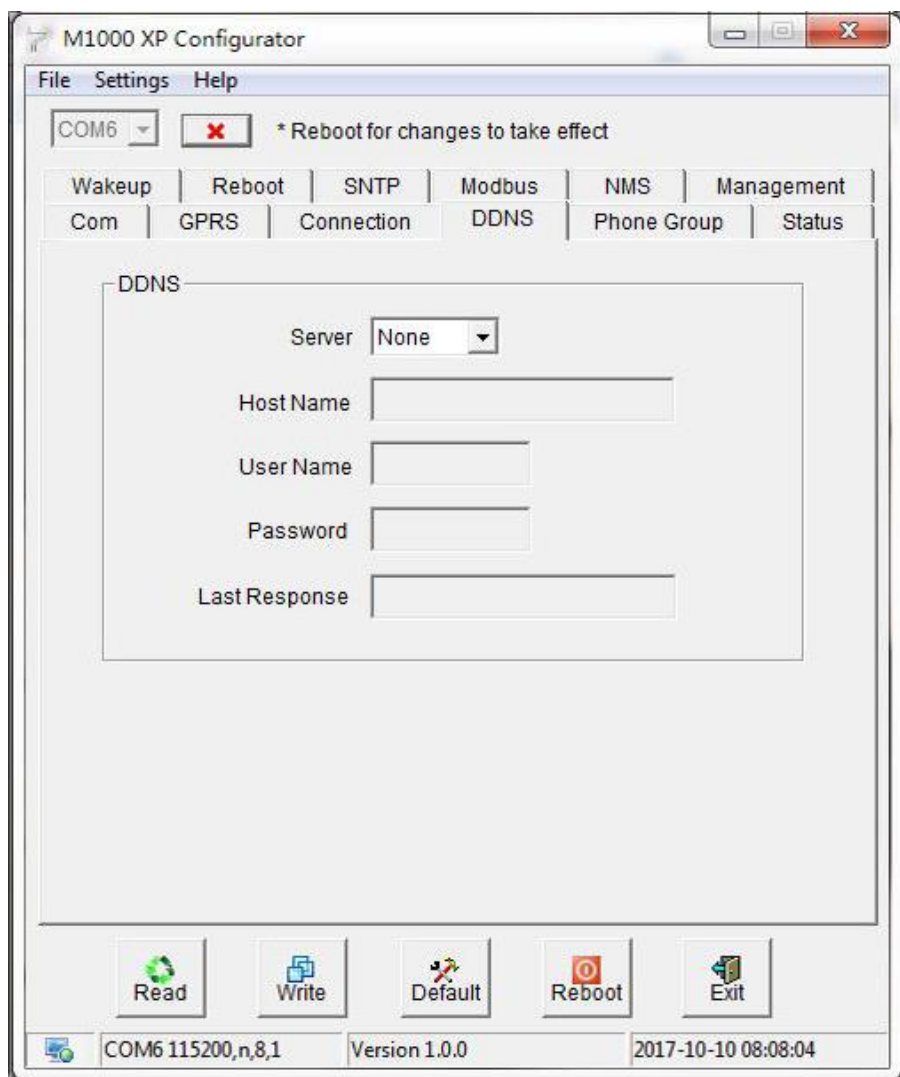 M1000 XP Configurator
File Settings Help
COM6 * Reboot for changes to take effect
Wakeup Reboot SNTP Modbus NMS Management
Com GPRS Connection DDNS Phone Group Status
DDNS
Server None
Host Name
User Name
Password
Last Response
Read Write Default Reboot Exit
COM6 115200,n,8,1 Version 1.0.0 2017-10-10 08:08:04